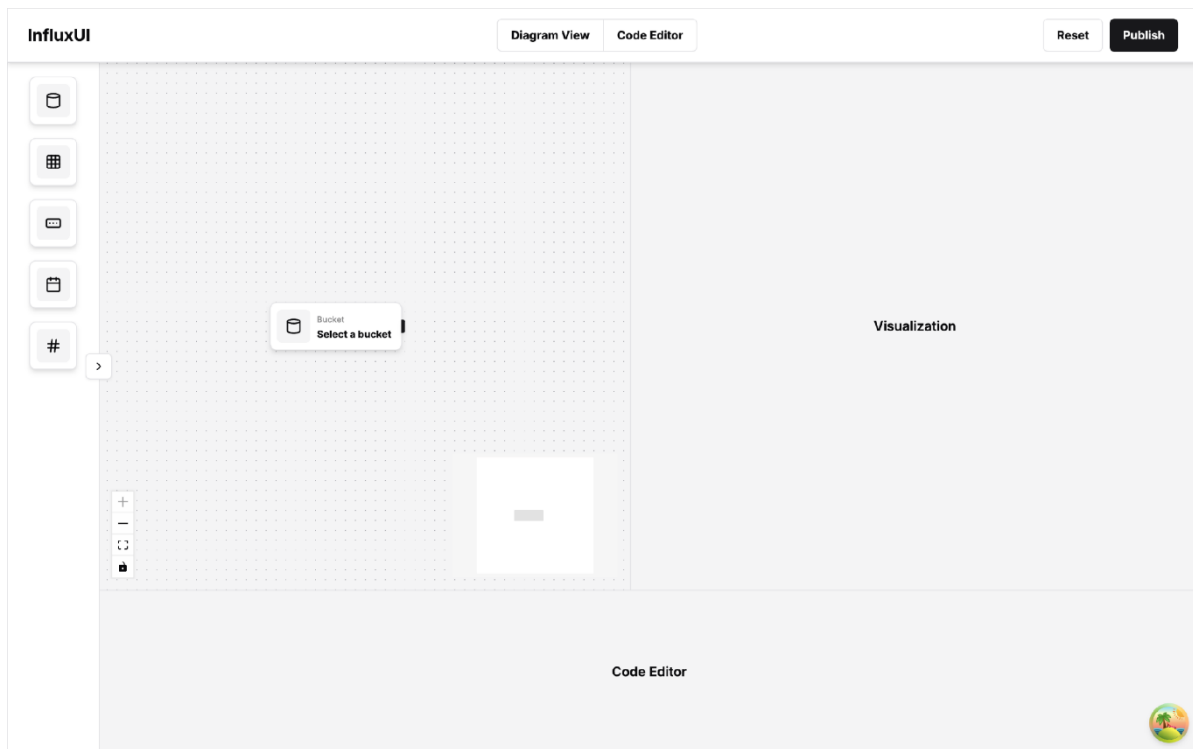 InfluxUI
Diagram View
Code Editor
Reset
Publish
Bucket
Select a bucket
Visualization
Code Editor